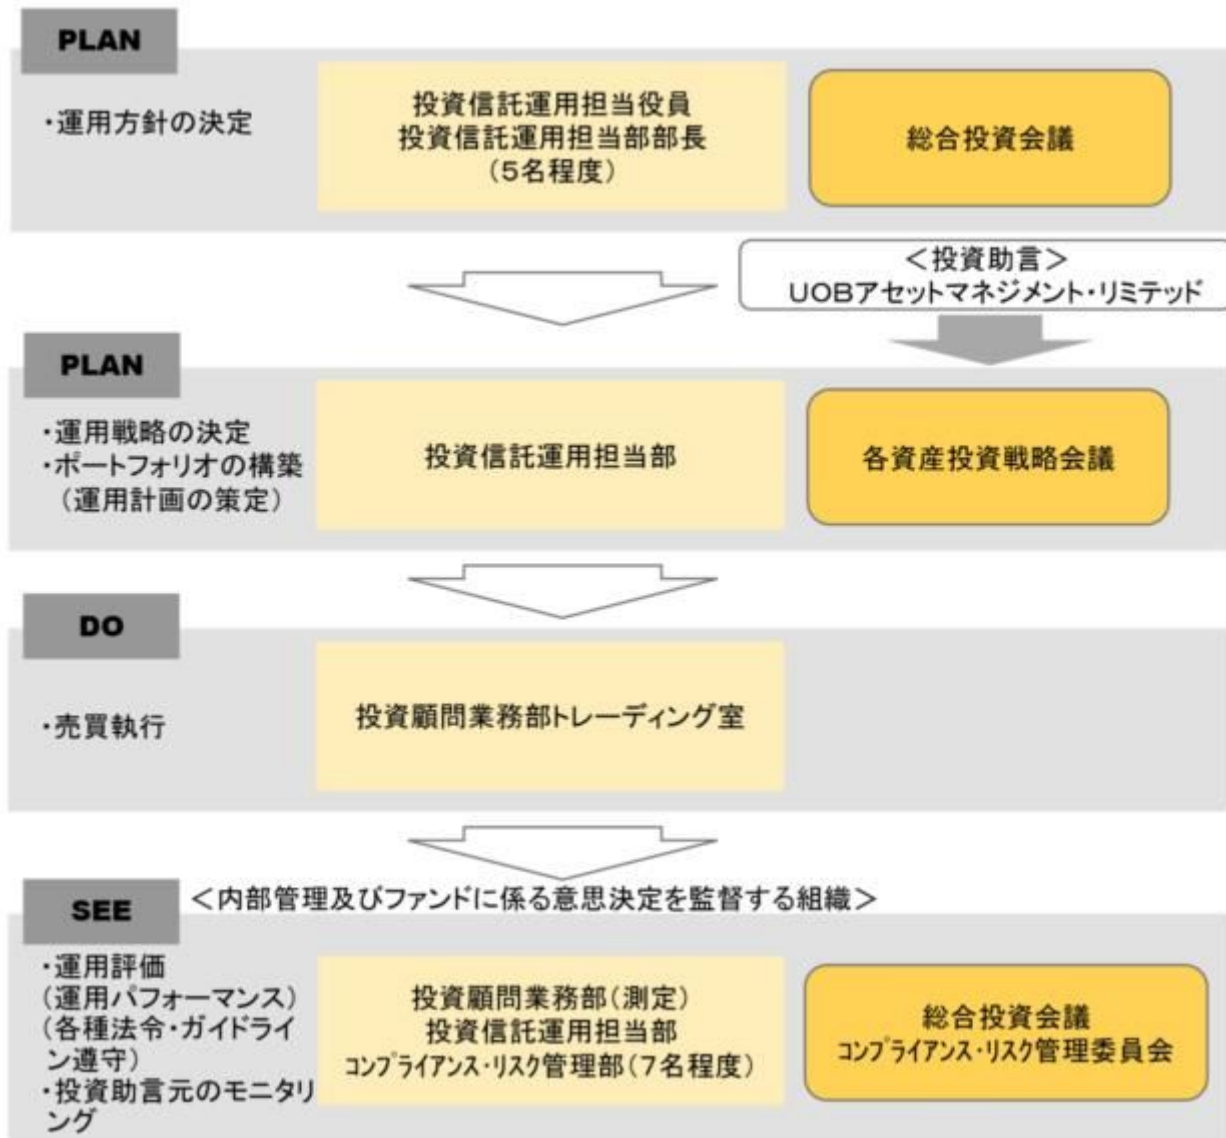 PLAN
・運用方針の決定
投資信託運用担当役員
投資信託運用担当部部長
(5名程度)
総合投資会議
＜投資助言＞
UOBアセットマネジメント・リミテッド
PLAN
・運用戦略の決定
・ポートフォリオの構築
(運用計画の策定)
投資信託運用担当部
各資産投資戦略会議
DO
・売買執行
投資顧問業務部トレーディング室
SEE
＜内部管理及びファンドに係る意思決定を監督する組織＞
・運用評価
(運用パフォーマンス)
(各種法令・ガイドライ
ン遵守)
・投資助言元のモニタリ
ング
投資顧問業務部(測定)
投資信託運用担当部
コンプライアンス・リスク管理部(7名程度)
総合投資会議
コンプライアンス・リスク管理委員会